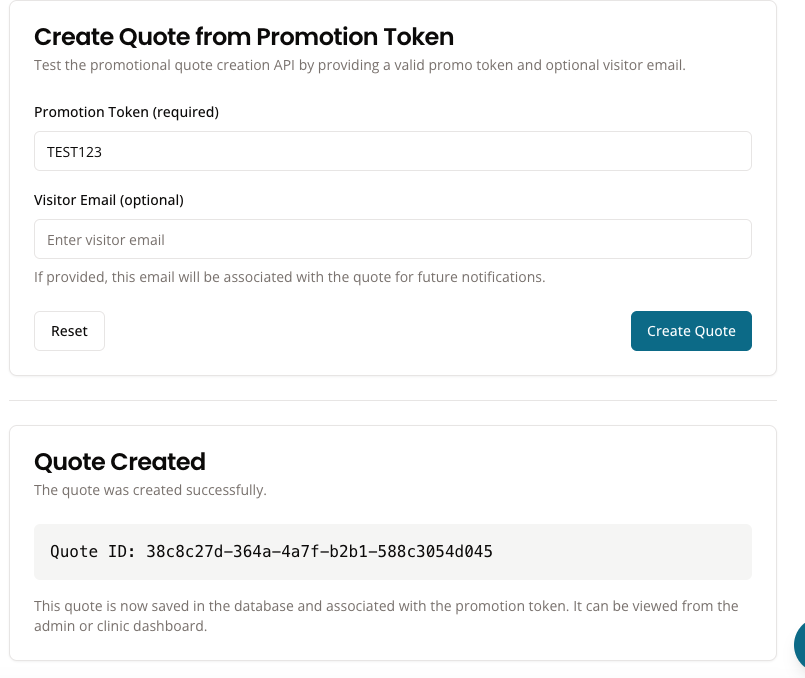 Create Quote from Promotion Token
Test the promotional quote creation API by providing a valid promo token and optional visitor email.
Promotion Token (required)
TEST123
Visitor Email (optional)
Enter visitor email
If provided, this email will be associated with the quote for future notifications.
Reset
Create Quote
Quote Created
The quote was created successfully.
Quote ID: 38c8c27d-364a-4a7f-b2b1-588c3054d045
This quote is now saved in the database and associated with the promotion token. It can be viewed from the
admin or clinic dashboard.